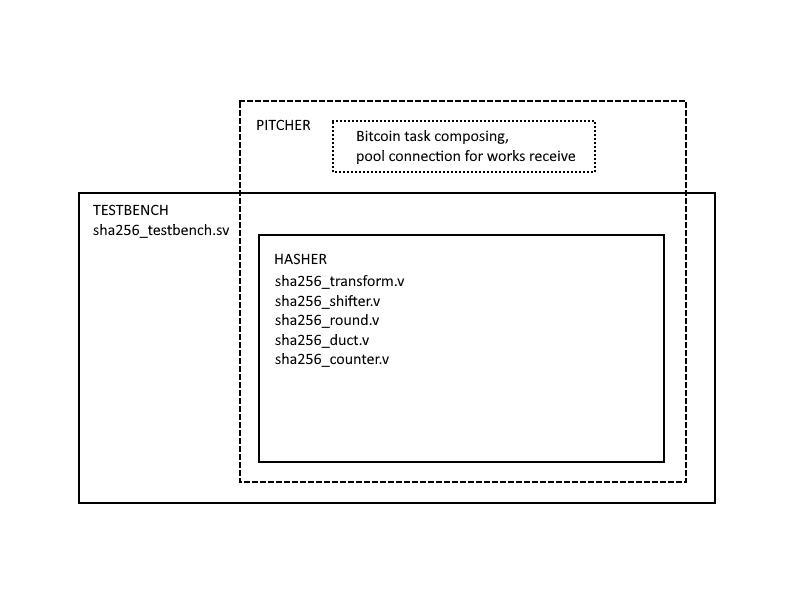 PITCHER
Bitcoin task composing,
pool connection for works receive
TESTBENCH
sha256_testbench.sv
HASHER
sha256_transform.v
sha256_shifter.v
sha256_round.v
sha256_duct.v
sha256_counter.v